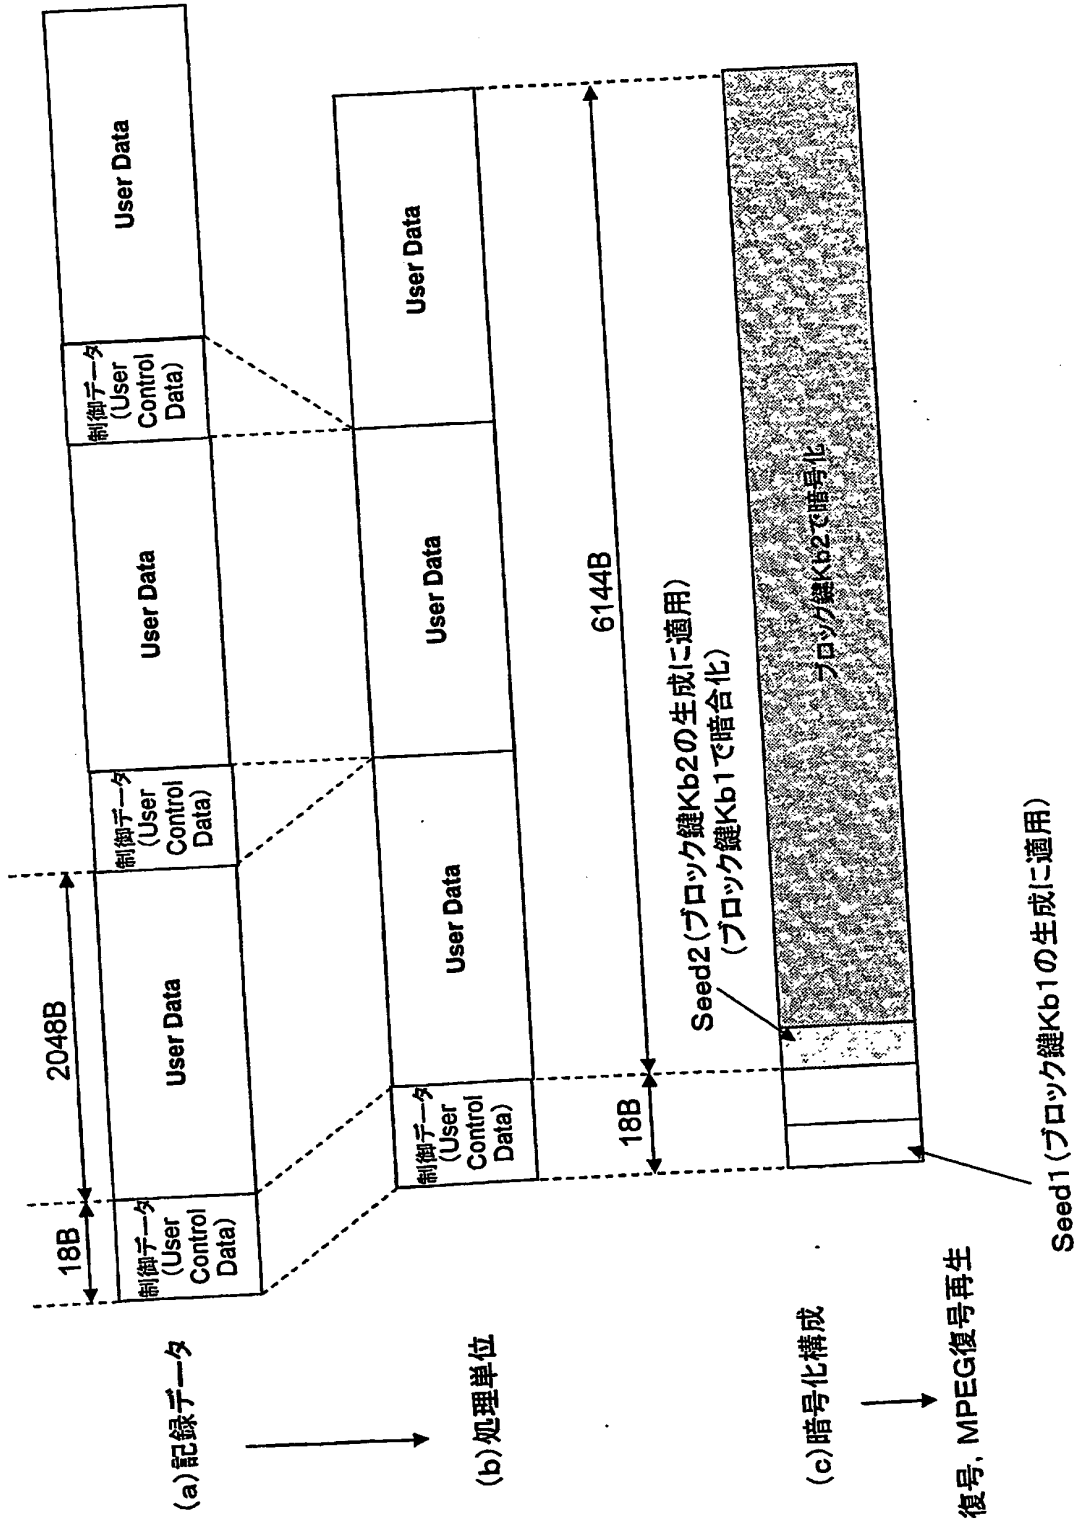 (a)記録データ
18B
2048B
制御データ
(User
Control
Data)
User Data
制御データ
(User
Control
Data)
User Data
制御データ
(User
Control
Data)
User Data
(b)処理単位
制御データ
(User
Control
Data)
User Data
User Data
User Data
18B
6144B
Seed2(ブロック鍵Kb2の生成に適用)
(ブロック鍵Kb1で暗合化)
(c)暗号化構成
ブロック鍵Kb2で暗号化
復号, MPEG復号再生
Seed1(ブロック鍵Kb1の生成に適用)